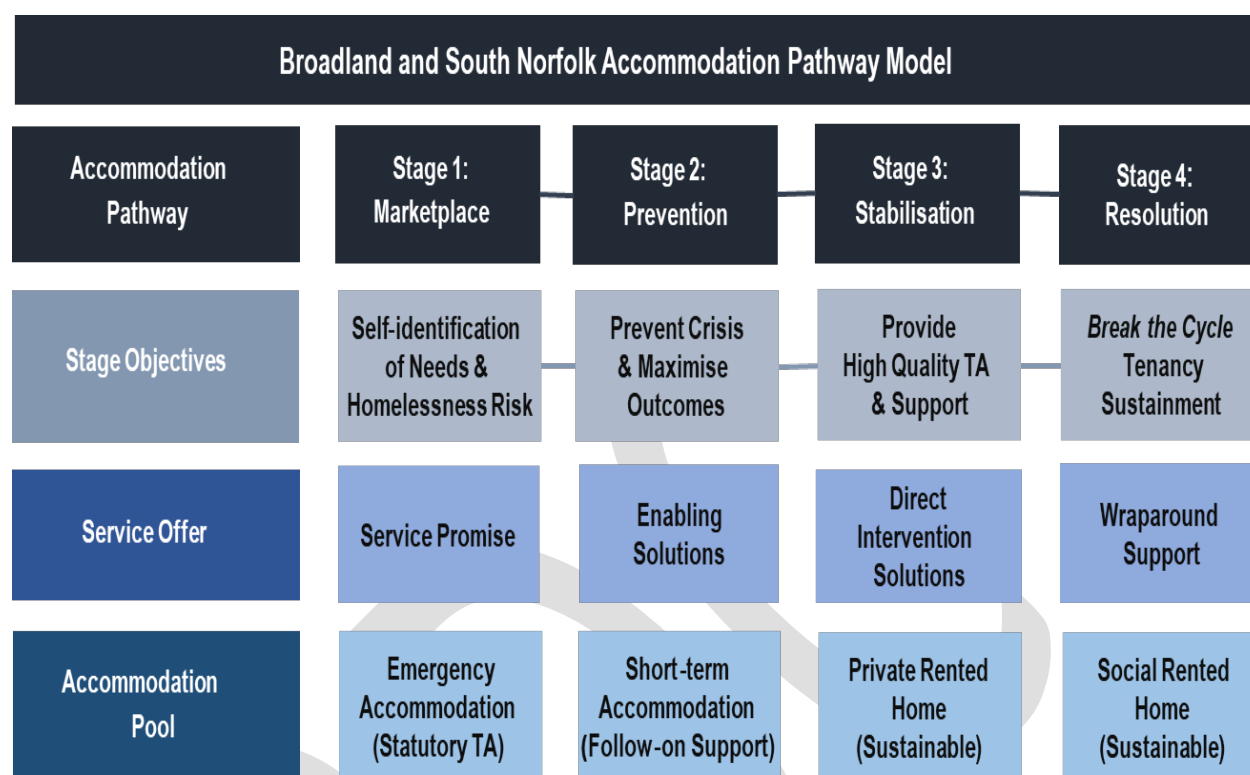 Broadland and South Norfolk Accommodation Pathway Model
Accommodation
Pathway
Stage 1:
Marketplace
Stage 2:
Prevention
Stage 3:
Stabilisation
Stage 4:
Resolution
Stage Objectives
Self-identification
of Needs &
Homelessness Risk
Prevent Crisis
& Maximise
Outcomes
Provide
High Quality TA
& Support
Break the Cycle
Tenancy
Sustainment
Service Offer
Service Promise
Enabling
Solutions
Direct
Intervention
Solutions
Wraparound
Support
Accommodation
Pool
Emergency
Accommodation
(Statutory TA)
Short-term
Accommodation
(Follow-on Support)
Private Rented
Home
(Sustainable)
Social Rented
Home
(Sustainable)